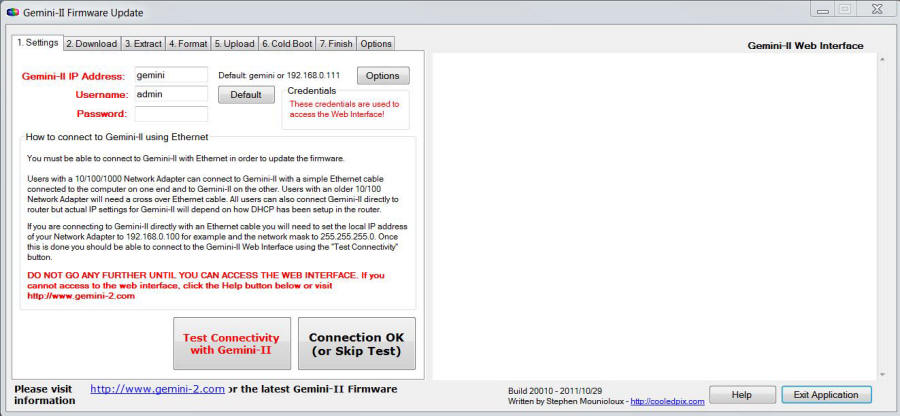 Gemini-II Firmware Update
1. Settings 2. Download 3. Extract 4. Format 5. Upload 6. Cold Boot 7. Finish Options
Gemini-II Web Interface
Gemini-II IP Address: gemini Default: gemini or 192.168.0.111 Options
Username: admin Default
Password:
Credentials
These credentials are used to
access the Web Interface!
How to connect to Gemini-II using Ethernet
You must be able to connect to Gemini-II with Ethernet in order to update the firmware.
Users with a 10/100/1000 Network Adapter can connect to Gemini-II with a simple Ethernet cable
connected to the computer on one end and to Gemini-II on the other. Users with an older 10/100
Network Adapter will need a cross over Ethernet cable. All users can also connect Gemini-II directly to
router but actual IP settings for Gemini-II will depend on how DHCP has been setup in the router.
If you are connecting to Gemini-II directly with an Ethernet cable you will need to set the local IP address
of your Network Adapter to 192.168.0.100 for example and the network mask to 255.255.255.0. Once
this is done you should be able to connect to the Gemini-II Web Interface using the "Test Connectivity"
button.
DO NOT GO ANY FURTHER UNTIL YOU CAN ACCESS THE WEB INTERFACE. If you
cannot access to the web interface, click the Help button below or visit
http://www.gemini-2.com
Test Connectivity
with Gemini-II
Connection OK
(or Skip Test)
Please visit http://www.gemini-2.com or the latest Gemini-II Firmware
information
Build 20010 - 2011/10/29
Written by Stephen Mounioloux - http://cooledpix.com
Help
Exit Application